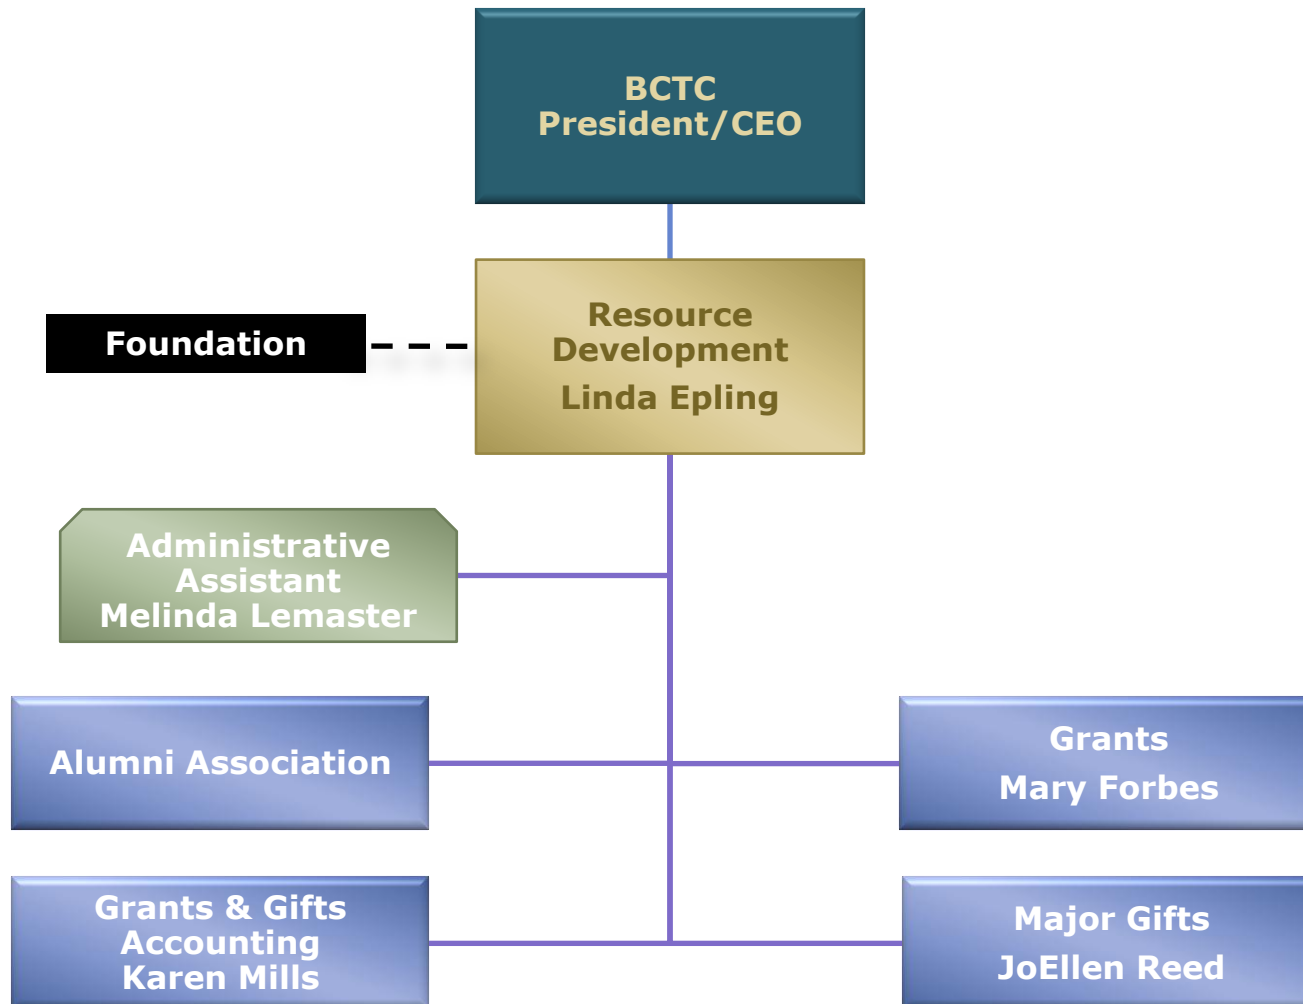 BCTC
President/CEO
Foundation
Resource
Development
Linda Epling
Administrative
Assistant
Melinda Lemaster
Alumni Association
Grants
Mary Forbes
Grants & Gifts
Accounting
Karen Mills
Major Gifts
JoEllen Reed